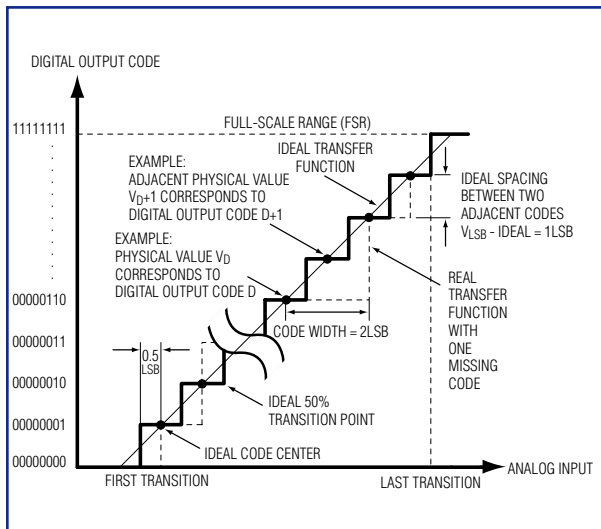 DIGITAL OUTPUT CODE
11111111
FULL-SCALE RANGE (FSR)
EXAMPLE:
ADJACENT PHYSICAL VALUE
VD+1 CORRESPONDS TO
DIGITAL OUTPUT CODE D+1
IDEAL TRANSFER
FUNCTION
IDEAL SPACING
BETWEEN TWO
ADJACENT CODES
VLSB - IDEAL = 1LSB
EXAMPLE:
PHYSICAL VALUE VD
CORRESPONDS TO
DIGITAL OUTPUT CODE D
REAL
TRANSFER
FUNCTION
WITH
ONE
MISSING
CODE
00000110
CODE WIDTH = 2LSB
00000011
0.5
LSB
00000010
IDEAL 50%
TRANSITION POINT
00000001
IDEAL CODE CENTER
00000000
ANALOG INPUT
FIRST TRANSITION
LAST TRANSITION